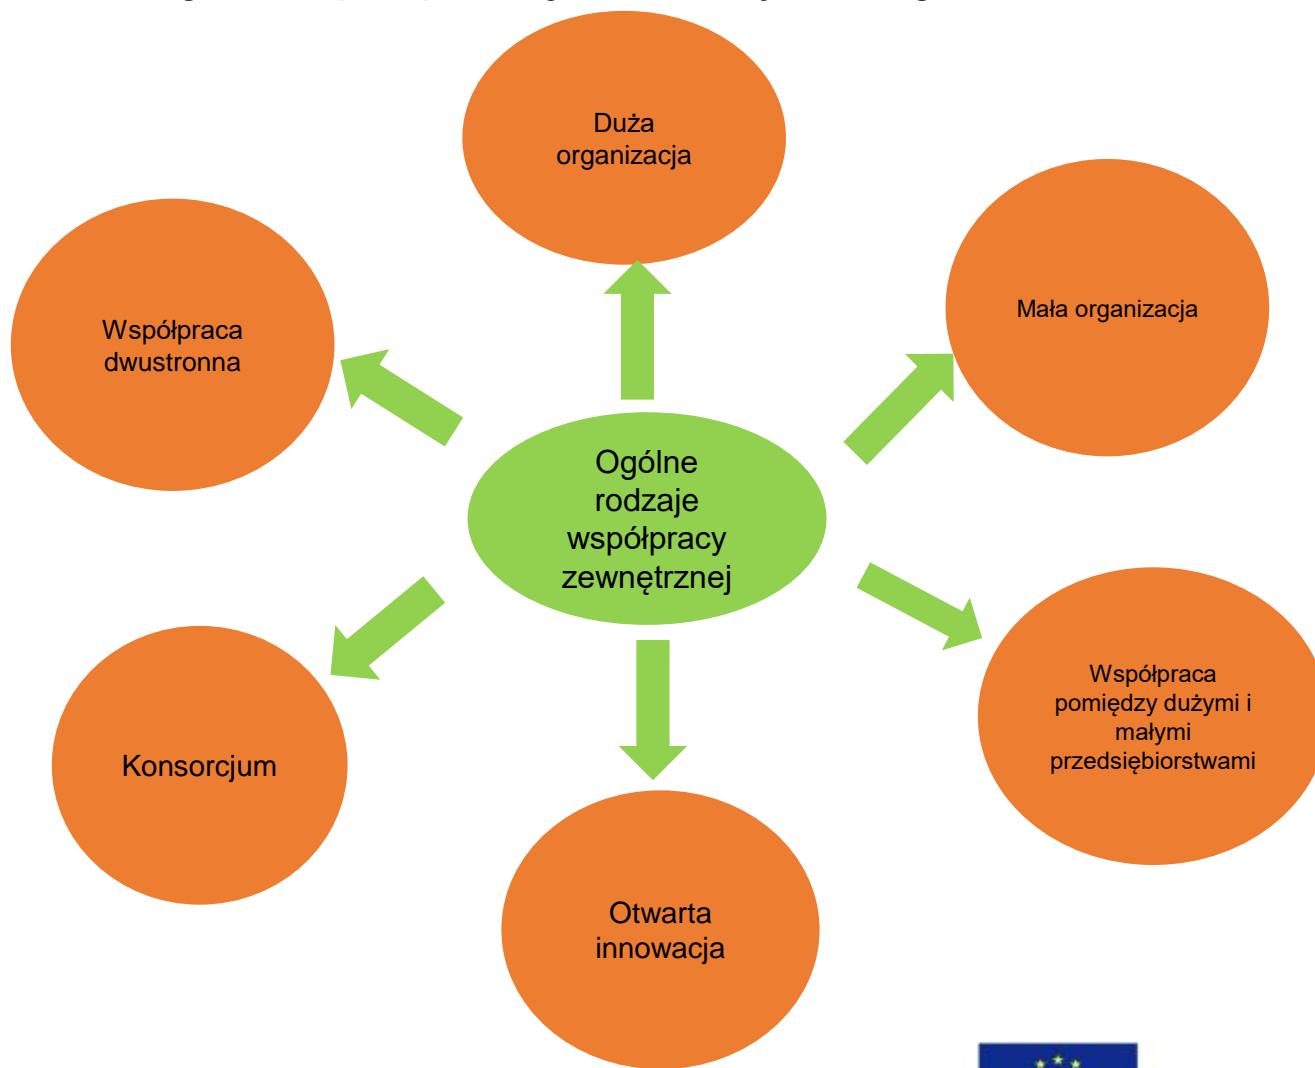 Duża
organizacja
Mała organizacja
Współpraca
dwustronna
Ogólne
rodzaje
współpracy
zewnętrznej
Współpraca
pomiędzy dużymi i
małymi
przedsiębiorstwami
Konsorcjum
Otwarta
innowacja